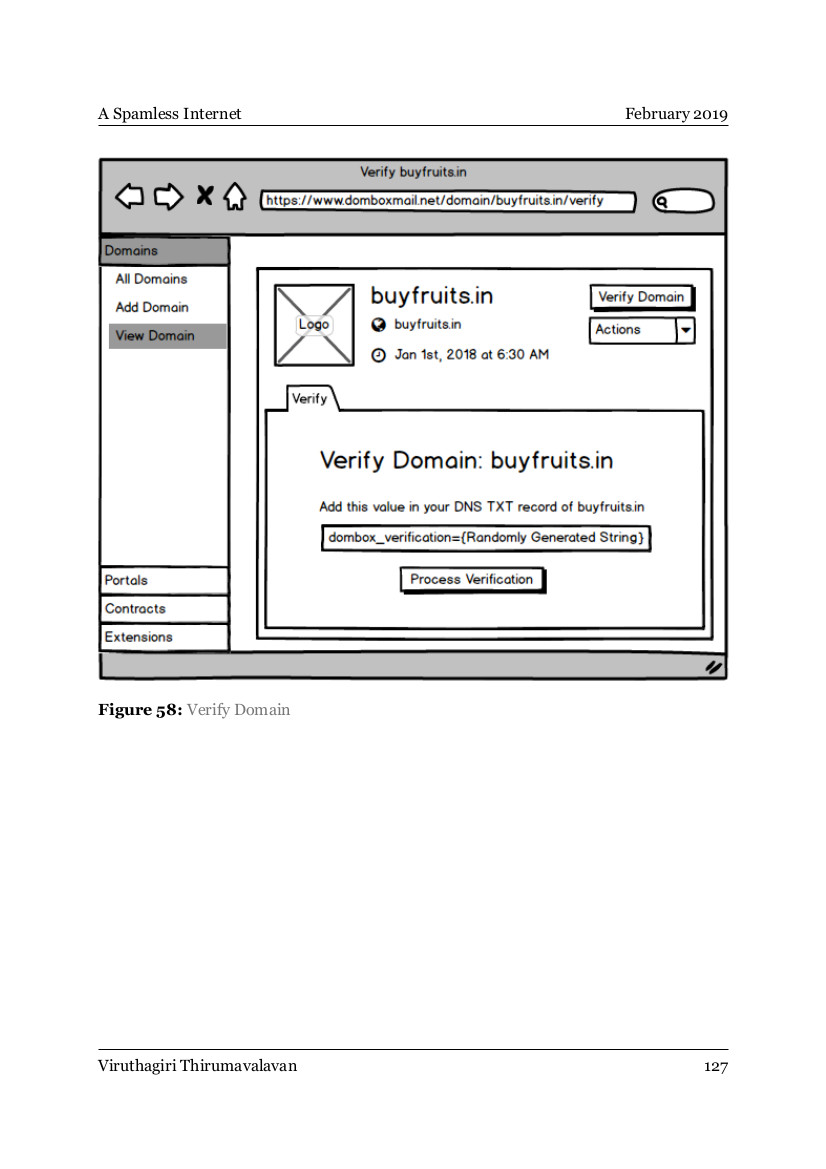 A Spamless Internet February 2019
Verify buyfruits.in
https://www.domboxmail.net/domain/buyfruits.in/verify
Domains
All Domains
Add Domain
View Domain
Portals
Contracts
Extensions
Logo
buyfruits.in
buyfruits.in
Jan 1st, 2018 at 6:30 AM
Verify Domain
Actions
Verify
Verify Domain: buyfruits.in
Add this value in your DNS TXT record of buyfruits.in
dombox_verification={Randomly Generated String}
Process Verification
Figure 58: Verify Domain
Viruthagiri Thirumavalavan 127